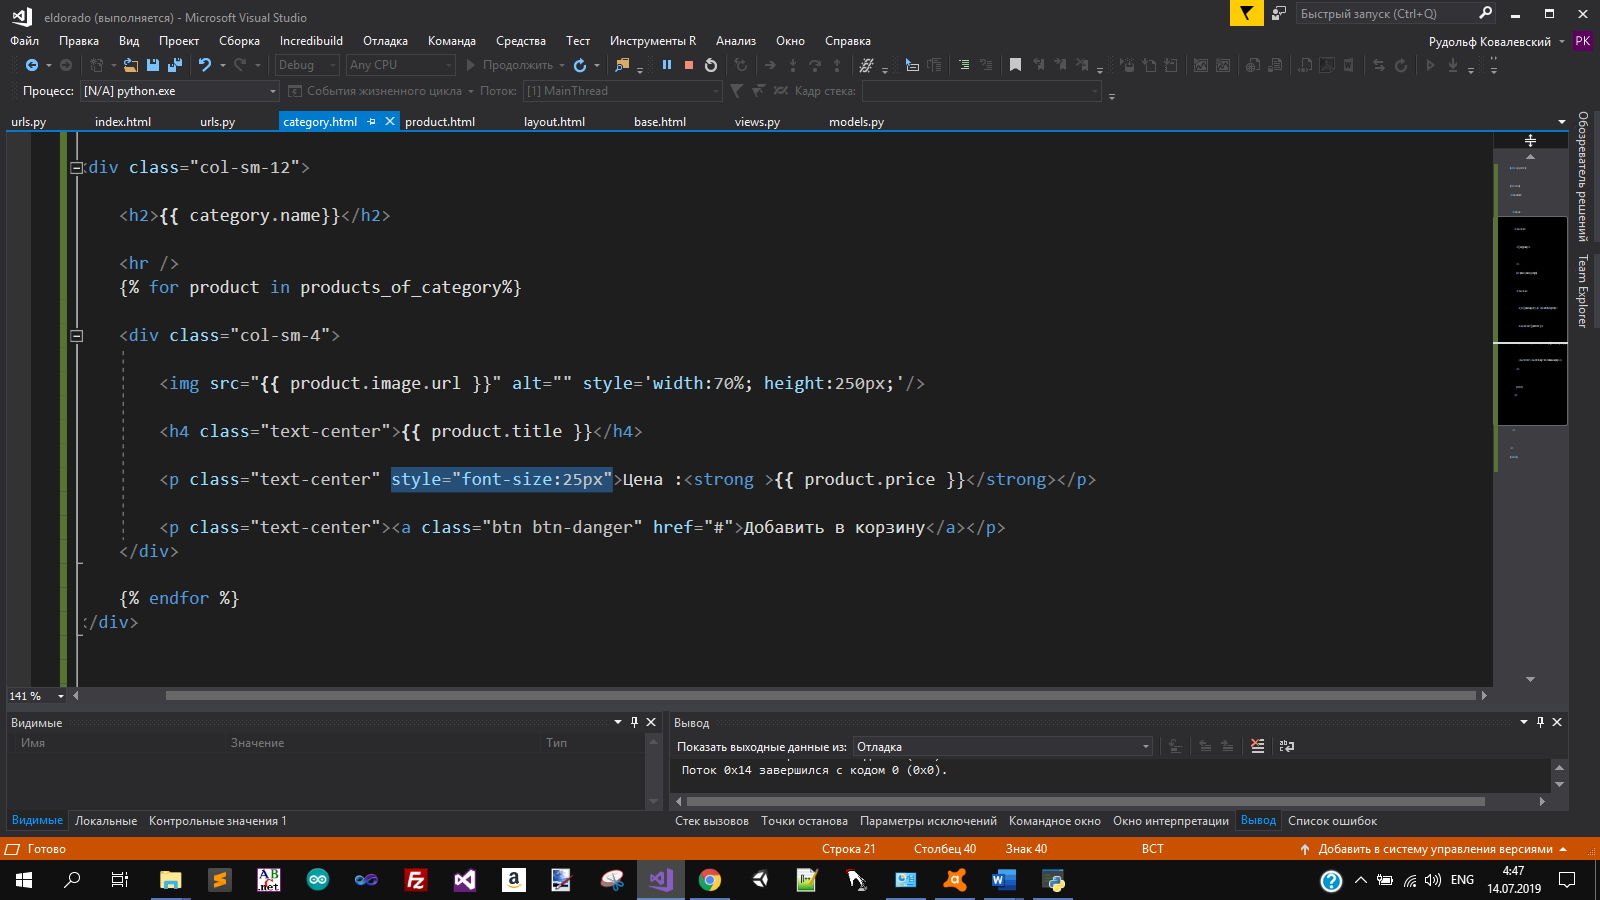 eldorado (выполняется) - Microsoft Visual Studio
Быстрый запуск (Ctrl+Q)
Файл Правка Вид Проект Сборка Incredibuild Отладка Команда Средства Тест Инструменты R Анализ Окно Справка
Рудольф Ковалевский РК
Debug Any CPU Продолжить
Процесс: [N/A] python.exe События жизненного цикла Поток: [1] MainThread Кадр стека:
urls.py index.html urls.py category.html product.html layout.html base.html views.py models.py
div class="col-sm-12">
<h2>{{ category.name}}</h2>
<hr />
{% for product in products_of_category%}
<div class="col-sm-4">
<img src="{{ product.image.url }}" alt="" style='width:70%; height:250px;'/>
<h4 class="text-center">{{ product.title }}</h4>
<p class="text-center" style="font-size:25px">Цена :<strong >{{ product.price }}</strong></p>
<p class="text-center"><a class="btn btn-danger" href="#">Добавить в корзину</a></p>
</div>
{% endfor %}
</div>
Обозреватель решений
Team Explorer
141 %
Видимые
Имя Значение Тип
Видимые Локальные Контрольные значения 1
Вывод
Показать выходные данные из: Отладка
Поток 0x14 завершился с кодом 0 (0x0).
Стек вызовов Точки останова Параметры исключений Командное окно Окно интерпретации Вывод Список ошибок
Готово Строка 21 Столбец 40 Знак 40 ВСТ Добавить в систему управления версиями
ABC
.net
ENG
4:47
14.07.2019